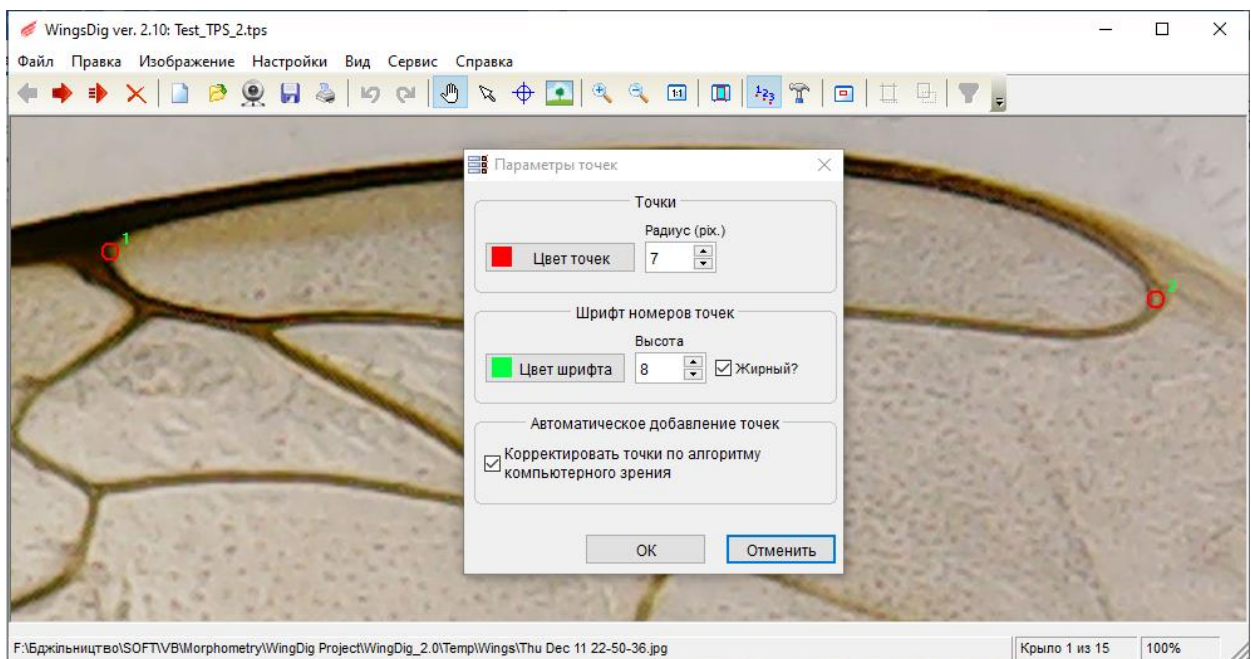 WingsDig ver. 2.10: Test_TPS_2.tps
Файл Правка Изображение Настройки Вид Сервис Справка
1:1
123
Параметры точек
Точки
Радиус (pix.)
Цвет точек 7
Шрифт номеров точек
Высота
Цвет шрифта 8 Жирный?
Автоматическое добавление точек
Корректировать точки по алгоритму
компьютерного зрения
ОК Отменить
1
2
F:\Бджільництво\SOFT\VB\Morphometry\WingDig Project\WingDig_2.0\Temp\Wings\Thu Dec 11 22-50-36.jpg Крыло 1 из 15 100%